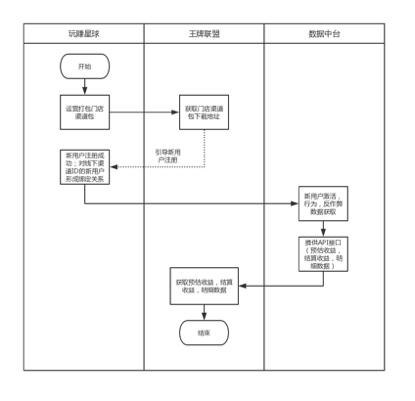 玩赚星球
王牌联盟
数据中台
开始
运营打包门店
渠道包
获取门店渠道
包下载地址
引导新用
户注册
新用户注册成
功；对线下渠
道ID的新用户
形成绑定关系
新用户激活，
行为，反作弊
数据获取
提供API接口
（预估收益，
结算收益，明
细数据）
获取预估收益，结算
收益，明细数据
结束